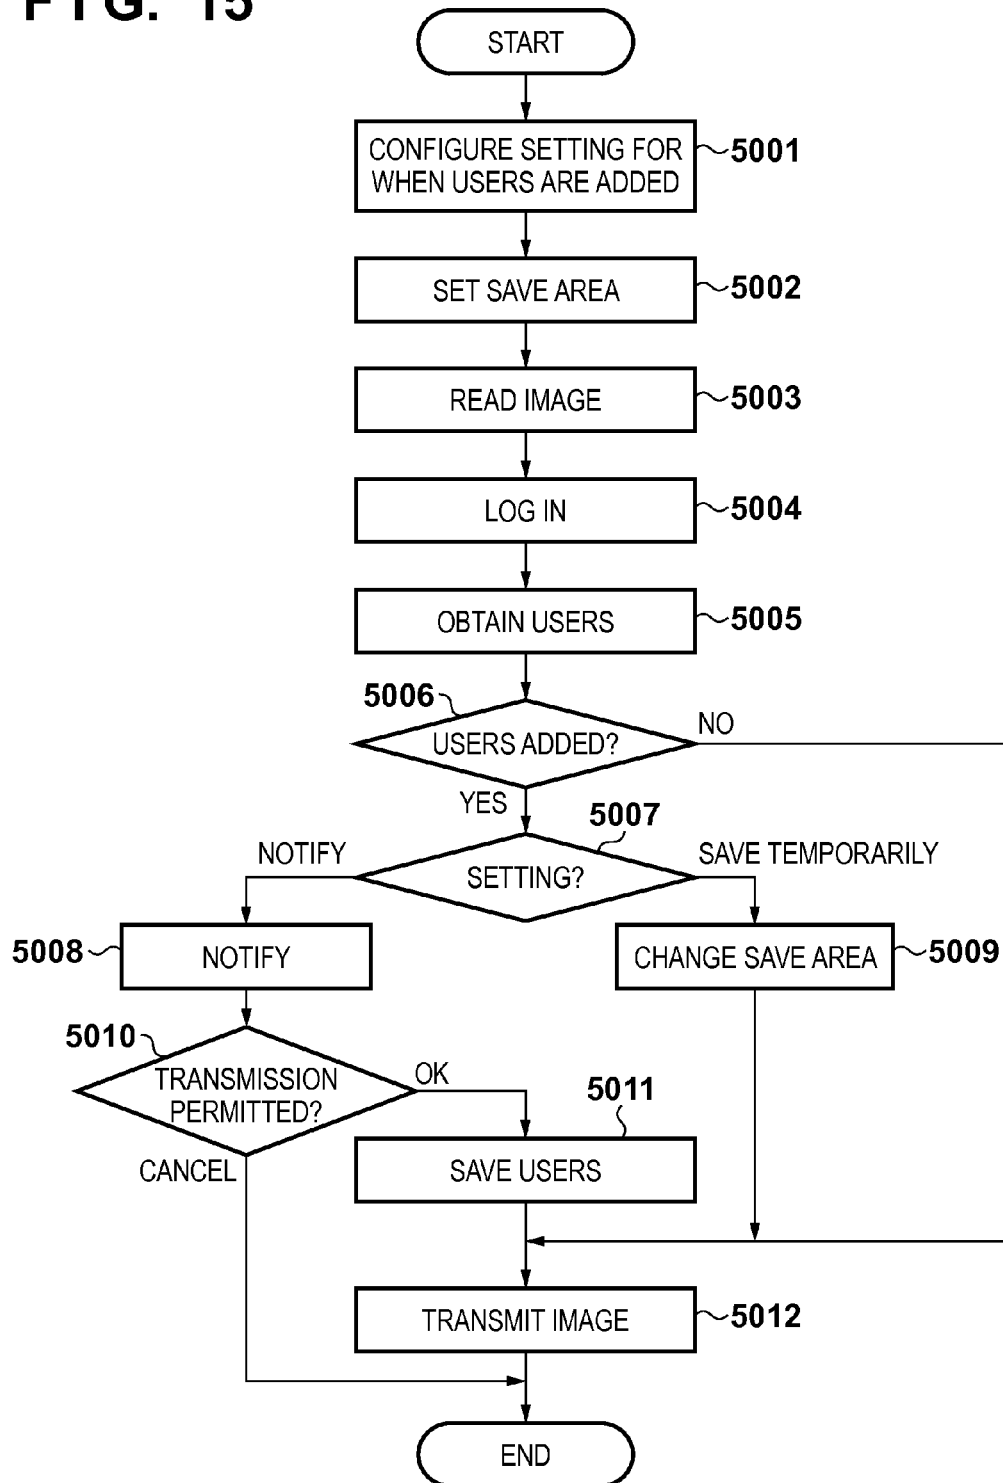 FIG. 15
START
CONFIGURE SETTING FOR
WHEN USERS ARE ADDED
5001
SET SAVE AREA
5002
READ IMAGE
5003
LOG IN
5004
OBTAIN USERS
5005
5006
USERS ADDED?
NO
YES
5007
NOTIFY
SETTING?
SAVE TEMPORARILY
5008
NOTIFY
CHANGE SAVE AREA
5009
5010
TRANSMISSION
PERMITTED?
OK
5011
CANCEL
SAVE USERS
TRANSMIT IMAGE
5012
END